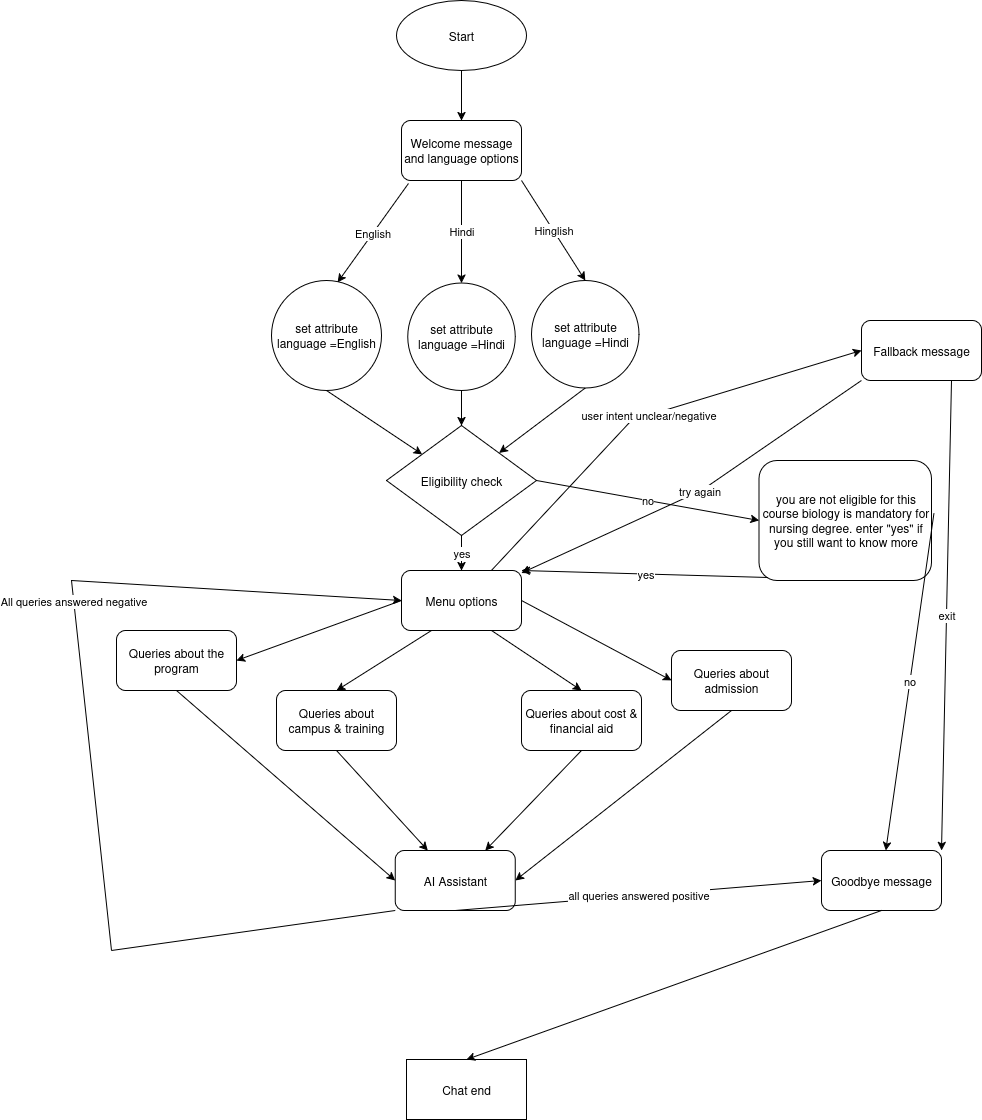 Start
Welcome message
and language options
English
Hindi
Hinglish
set attribute
language =English
set attribute
language =Hindi
set attribute
language =Hindi
Fallback message
user intent unclear/negative
Eligibility check
no
try again
you are not eligible for this
course biology is mandatory for
nursing degree. enter "yes" if
you still want to know more
yes
yes
Menu options
All queries answered negative
exit
Queries about the
program
Queries about
admission
no
Queries about
campus & training
Queries about cost &
financial aid
AI Assistant
all queries answered positive
Goodbye message
Chat end